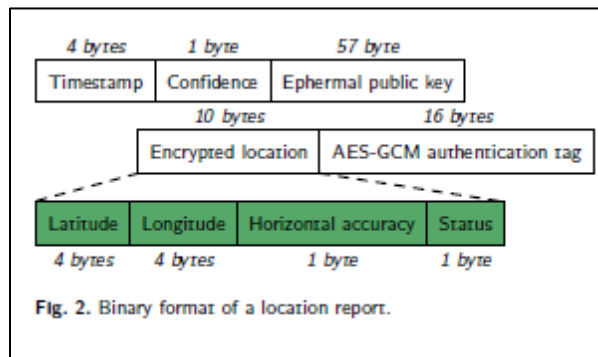 4 bytes 1 byte 57 byte
Timestamp Confidence Ephermal public key
10 bytes 16 bytes
Encrypted location AES-GCM authentication tag
Latitude Longitude Horizontal accuracy Status
4 bytes 4 bytes 1 byte 1 byte
Fig. 2. Binary format of a location report.